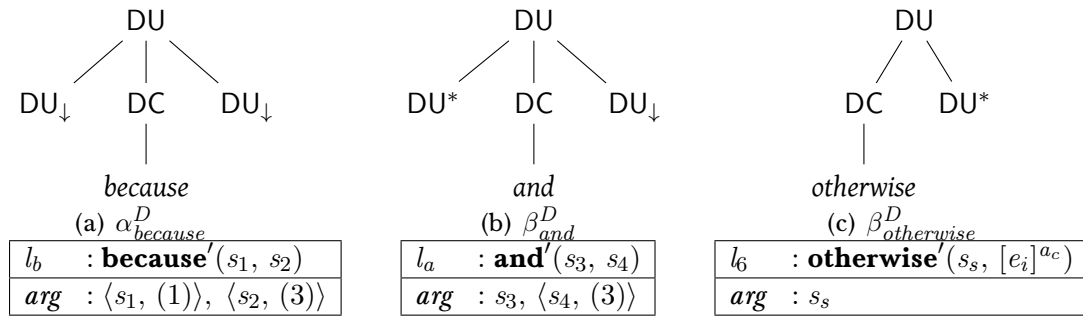 DU DU DU
DU↓ DC DU↓ DU* DC DU↓ DC DU*
because and otherwise
(a) α^D_because (b) β^D_and (c) β^D_otherwise
l_b : because′(s_1, s_2) l_a : and′(s_3, s_4) l_6 : otherwise′(s_s, [e_i]^{a_c})
arg : ⟨s_1, (1)⟩, ⟨s_2, (3)⟩ arg : s_3, ⟨s_4, (3)⟩ arg : s_s